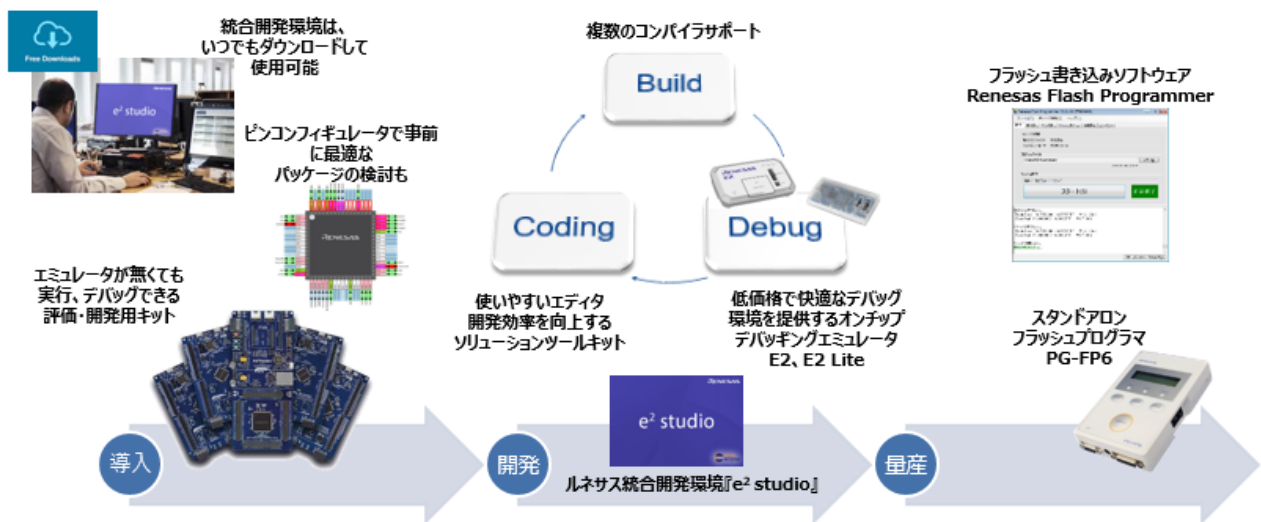 Free Downloads
統合開発環境は、
いつでもダウンロードして
使用可能
e² studio
ピンコンフィギュレータで事前
に最適な
パッケージの検討も
RENESAS
エミュレータが無くても
実行、デバッグできる
評価・開発用キット
導入
複数のコンパイラサポート
Build
Coding
Debug
RENESAS
E2
使いやすいエディタ
開発効率を向上する
ソリューションツールキット
低価格で快適なデバッグ
環境を提供するオンチップ
デバッギングエミュレータ
E2、E2 Lite
開発
RENESAS
e² studio
ルネサス統合開発環境『e² studio』
フラッシュ書き込みソフトウェア
Renesas Flash Programmer
スタート(S)
スタンドアロン
フラッシュプログラマ
PG-FP6
量産